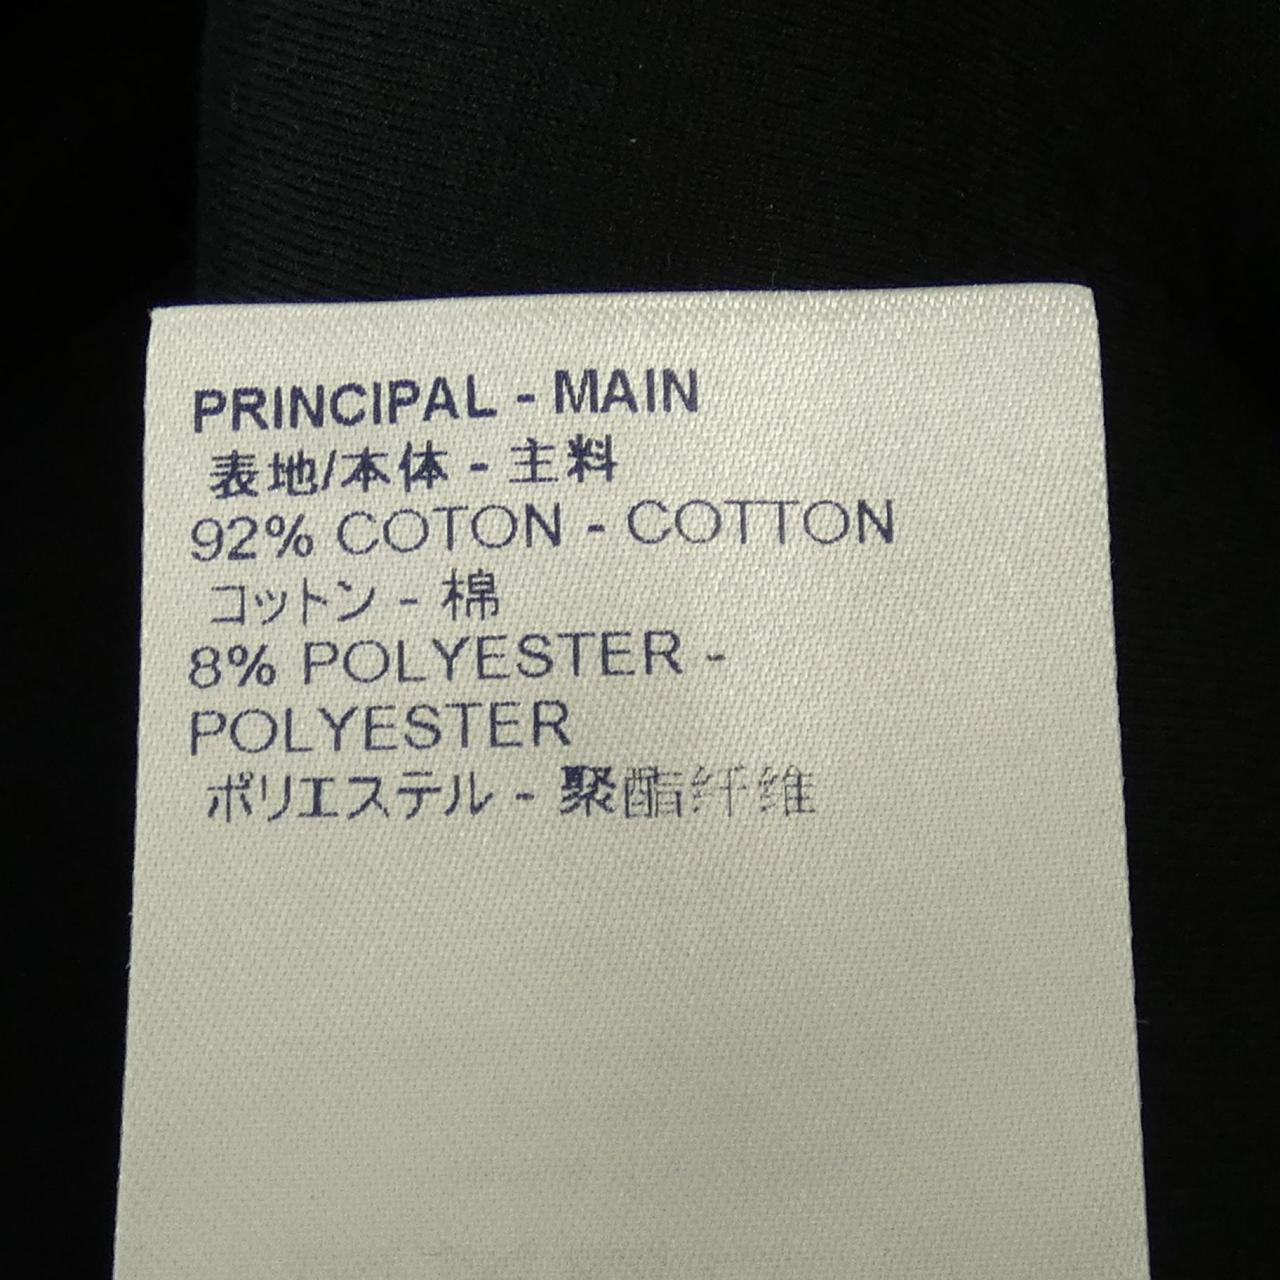 PRINCIPAL - MAIN
表地/本体 - 主料
92% COTON - COTTON
コットン - 棉
8% POLYESTER -
POLYESTER
ポリエステル - 聚酯纤维